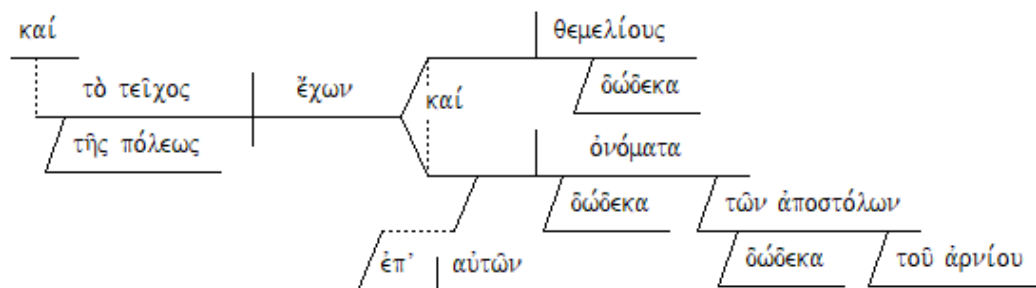 καί
θεμελίους
τὸ τεῖχος ἔχων καί δώδεκα
τῆς πόλεως ὀνόματα
δώδεκα τῶν ἀποστόλων
ἐπ’ αὐτῶν δώδεκα τοῦ ἀρνίου